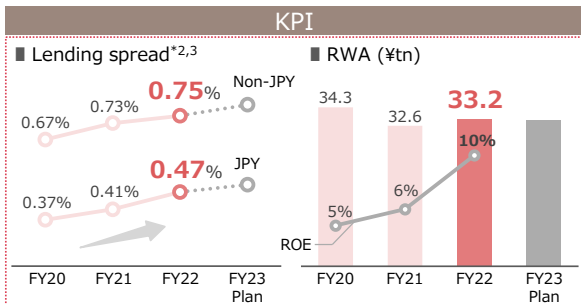 KPI
■ Lending spread*2,3
0.67%
0.73%
0.75%
Non-JPY
0.37%
0.41%
0.47%
JPY
FY20
FY21
FY22
FY23
Plan
■ RWA (¥tn)
34.3
32.6
33.2
5%
6%
10%
ROE
FY20
FY21
FY22
FY23
Plan